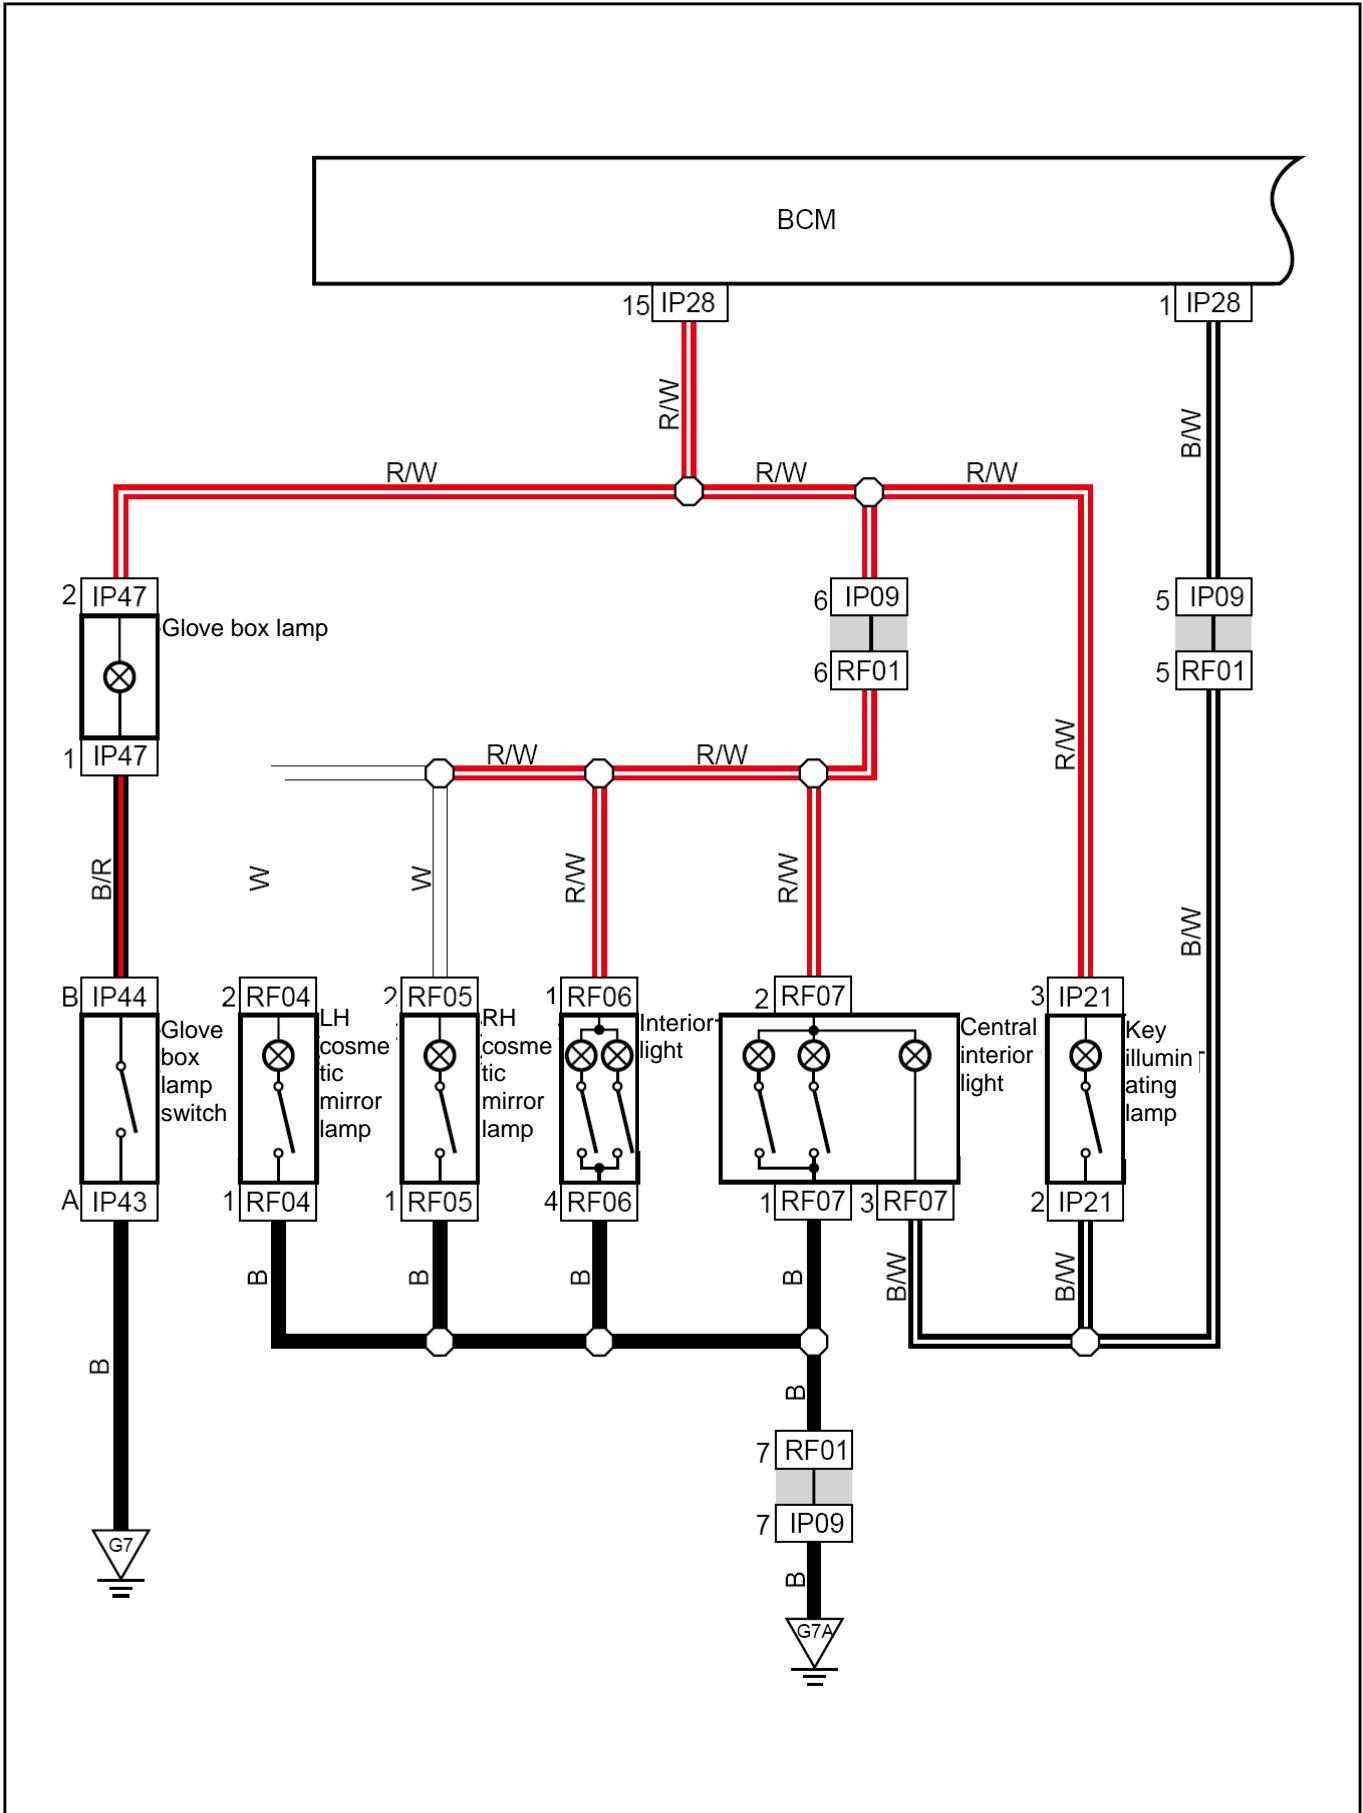 BCM
15 IP28
1 IP28
R/W
B/W
R/W R/W R/W
2 IP47
Glove box lamp
6 IP09
5 IP09
6 RF01
5 RF01
1 IP47
R/W R/W
R/W
B/R
W
W
R/W
R/W
B/W
B IP44
2 RF04
2 RF05
1 RF06
2 RF07
3 IP21
Glove
box
lamp
switch
LH
cosme
tic
mirror
lamp
RH
cosme
tic
mirror
lamp
Interior
light
Central
interior
light
Key
illumin
ating
lamp
A IP43
1 RF04
1 RF05
4 RF06
1 RF07
3 RF07
2 IP21
B
B
B
B
B/W
B/W
B
B
7 RF01
7 IP09
B
G7
G7A